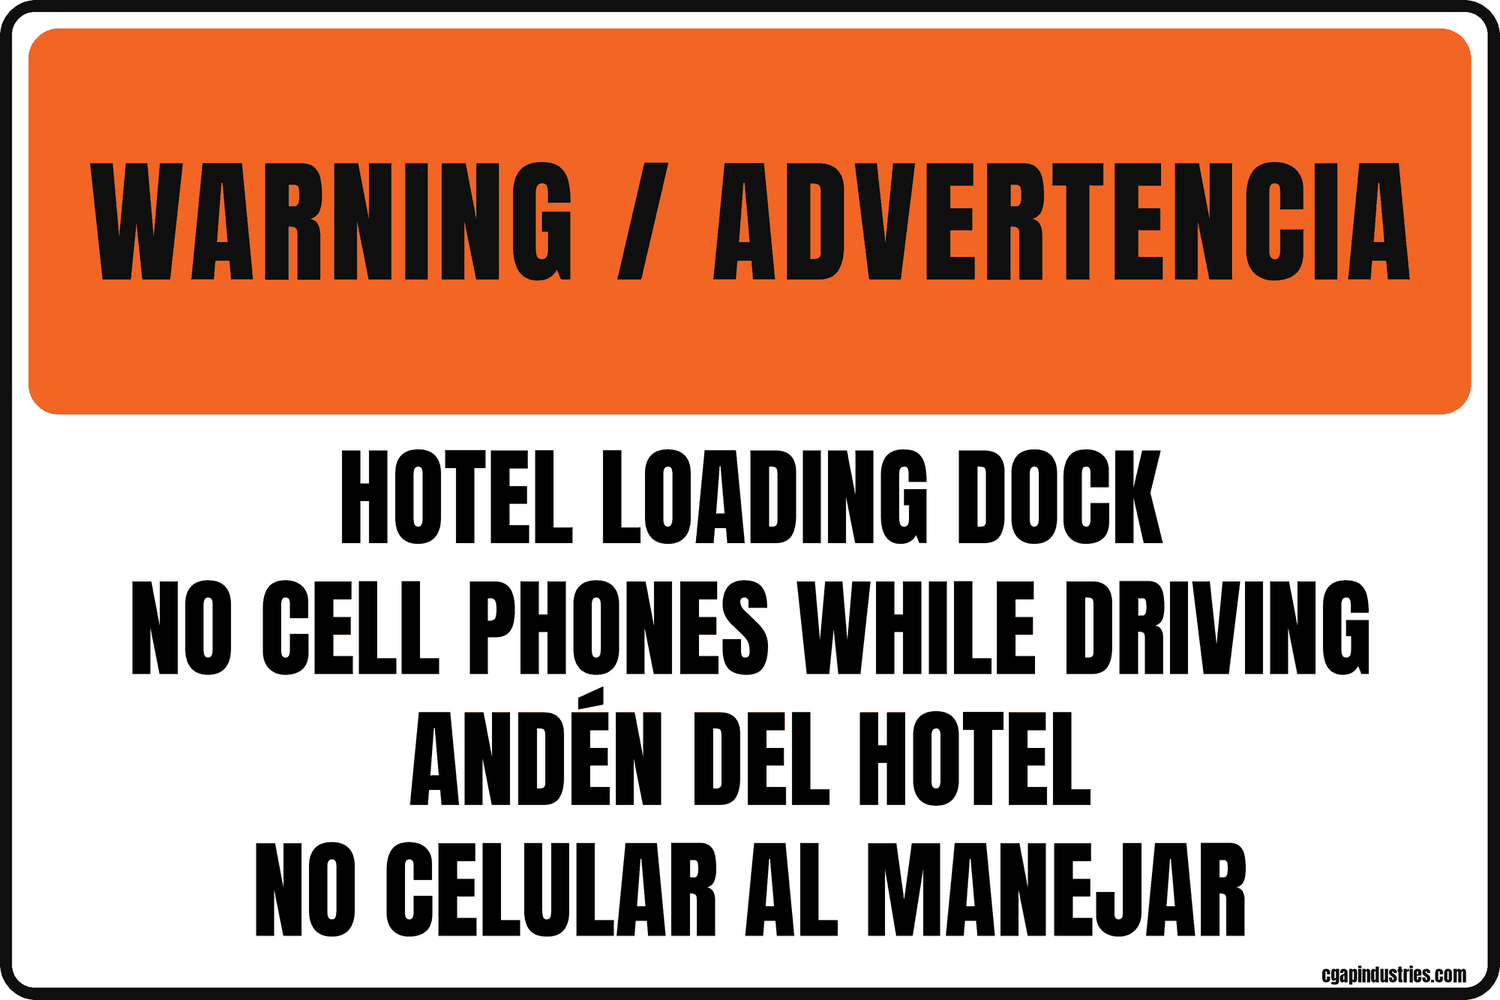 WARNING / ADVERTENCIA
HOTEL LOADING DOCK
NO CELL PHONES WHILE DRIVING
ANDÉN DEL HOTEL
NO CELULAR AL MANEJAR
cgapindustries.com